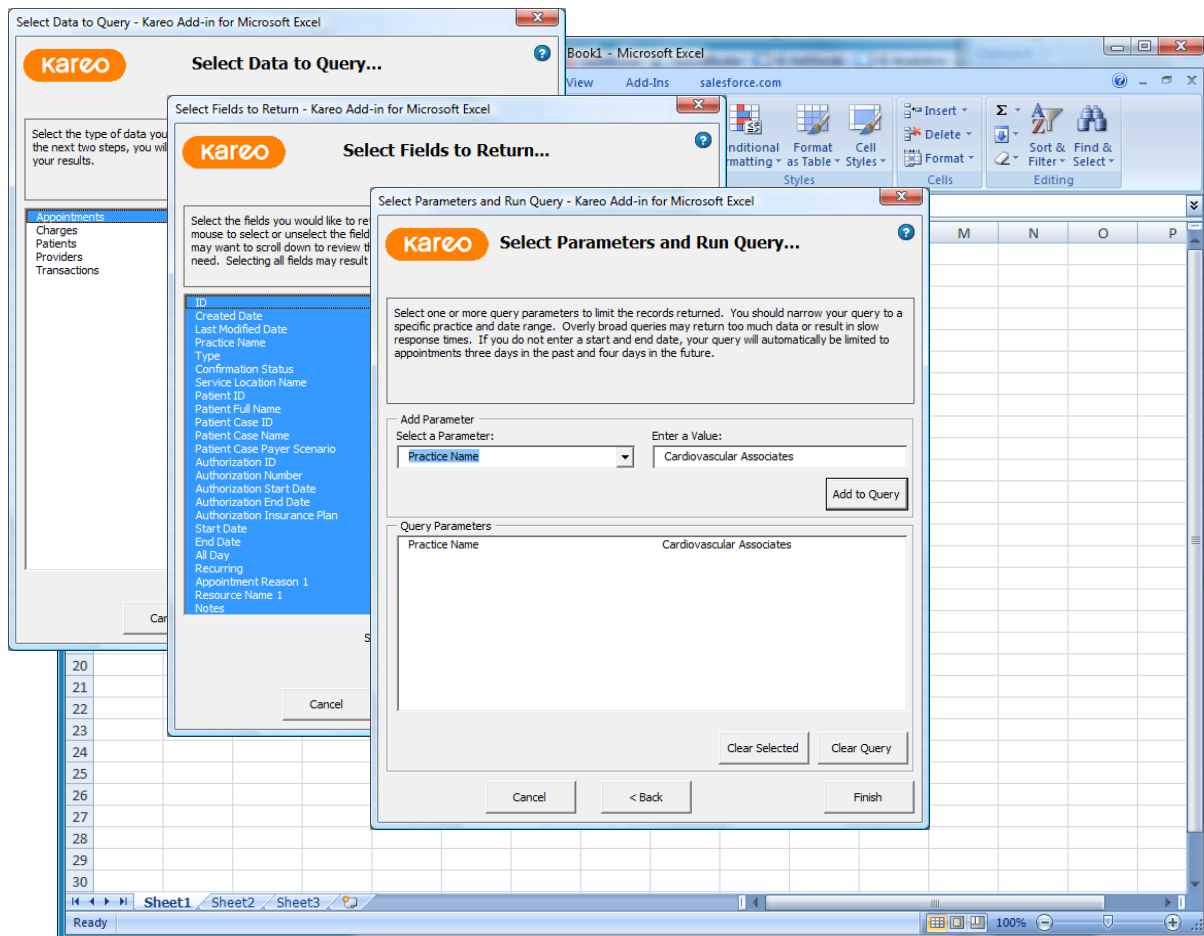 Select Data to Query - Kareo Add-in for Microsoft Excel
Kareo
Select Data to Query...
Select the type of data you
the next two steps, you wil
your results.
Appointments
Charges
Patients
Providers
Transactions
Car
Select Fields to Return - Kareo Add-in for Microsoft Excel
Kareo
Select Fields to Return...
Select the fields you would like to re
mouse to select or unselect the field
may want to scroll down to review th
need. Selecting all fields may result
ID
Created Date
Last Modified Date
Practice Name
Type
Confirmation Status
Service Location Name
Patient ID
Patient Full Name
Patient Case ID
Patient Case Name
Patient Case Payer Scenario
Authorization ID
Authorization Number
Authorization Start Date
Authorization End Date
Authorization Insurance Plan
Start Date
End Date
All Day
Recurring
Appointment Reason 1
Resource Name 1
Notes
S
Cancel
Select Parameters and Run Query - Kareo Add-in for Microsoft Excel
Kareo
Select Parameters and Run Query...
Select one or more query parameters to limit the records returned. You should narrow your query to a
specific practice and date range. Overly broad queries may return too much data or result in slow
response times. If you do not enter a start and end date, your query will automatically be limited to
appointments three days in the past and four days in the future.
Add Parameter
Select a Parameter: Enter a Value:
Practice Name Cardiovascular Associates
Add to Query
Query Parameters
Practice Name Cardiovascular Associates
Clear Selected Clear Query
Cancel < Back Finish
Book1 - Microsoft Excel
View Add-Ins salesforce.com
nditional Format Cell
rmatting as Table Styles
Styles
Insert
Delete
Format
Cells
Sort & Find &
Filter Select
Editing
M N O P
20
21
22
23
24
25
26
27
28
29
30
Sheet1 Sheet2 Sheet3
Ready 100%